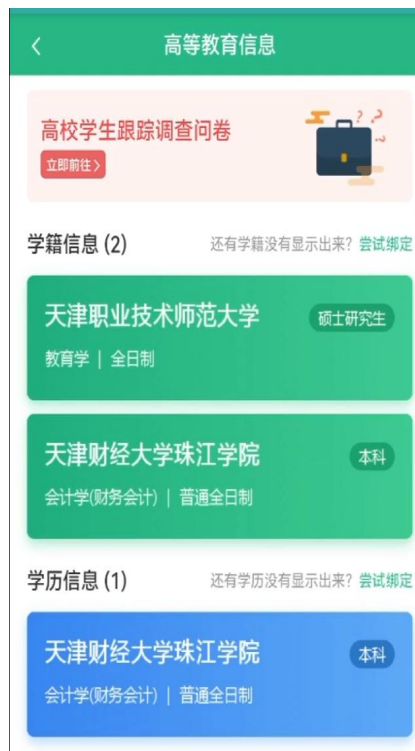 高等教育信息
高校学生跟踪调查问卷
立即前往>
学籍信息 (2) 还有学籍没有显示出来? 尝试绑定
天津职业技术师范大学 硕士研究生
教育学 | 全日制
天津财经大学珠江学院 本科
会计学(财务会计) | 普通全日制
学历信息 (1) 还有学历没有显示出来? 尝试绑定
天津财经大学珠江学院 本科
会计学(财务会计) | 普通全日制